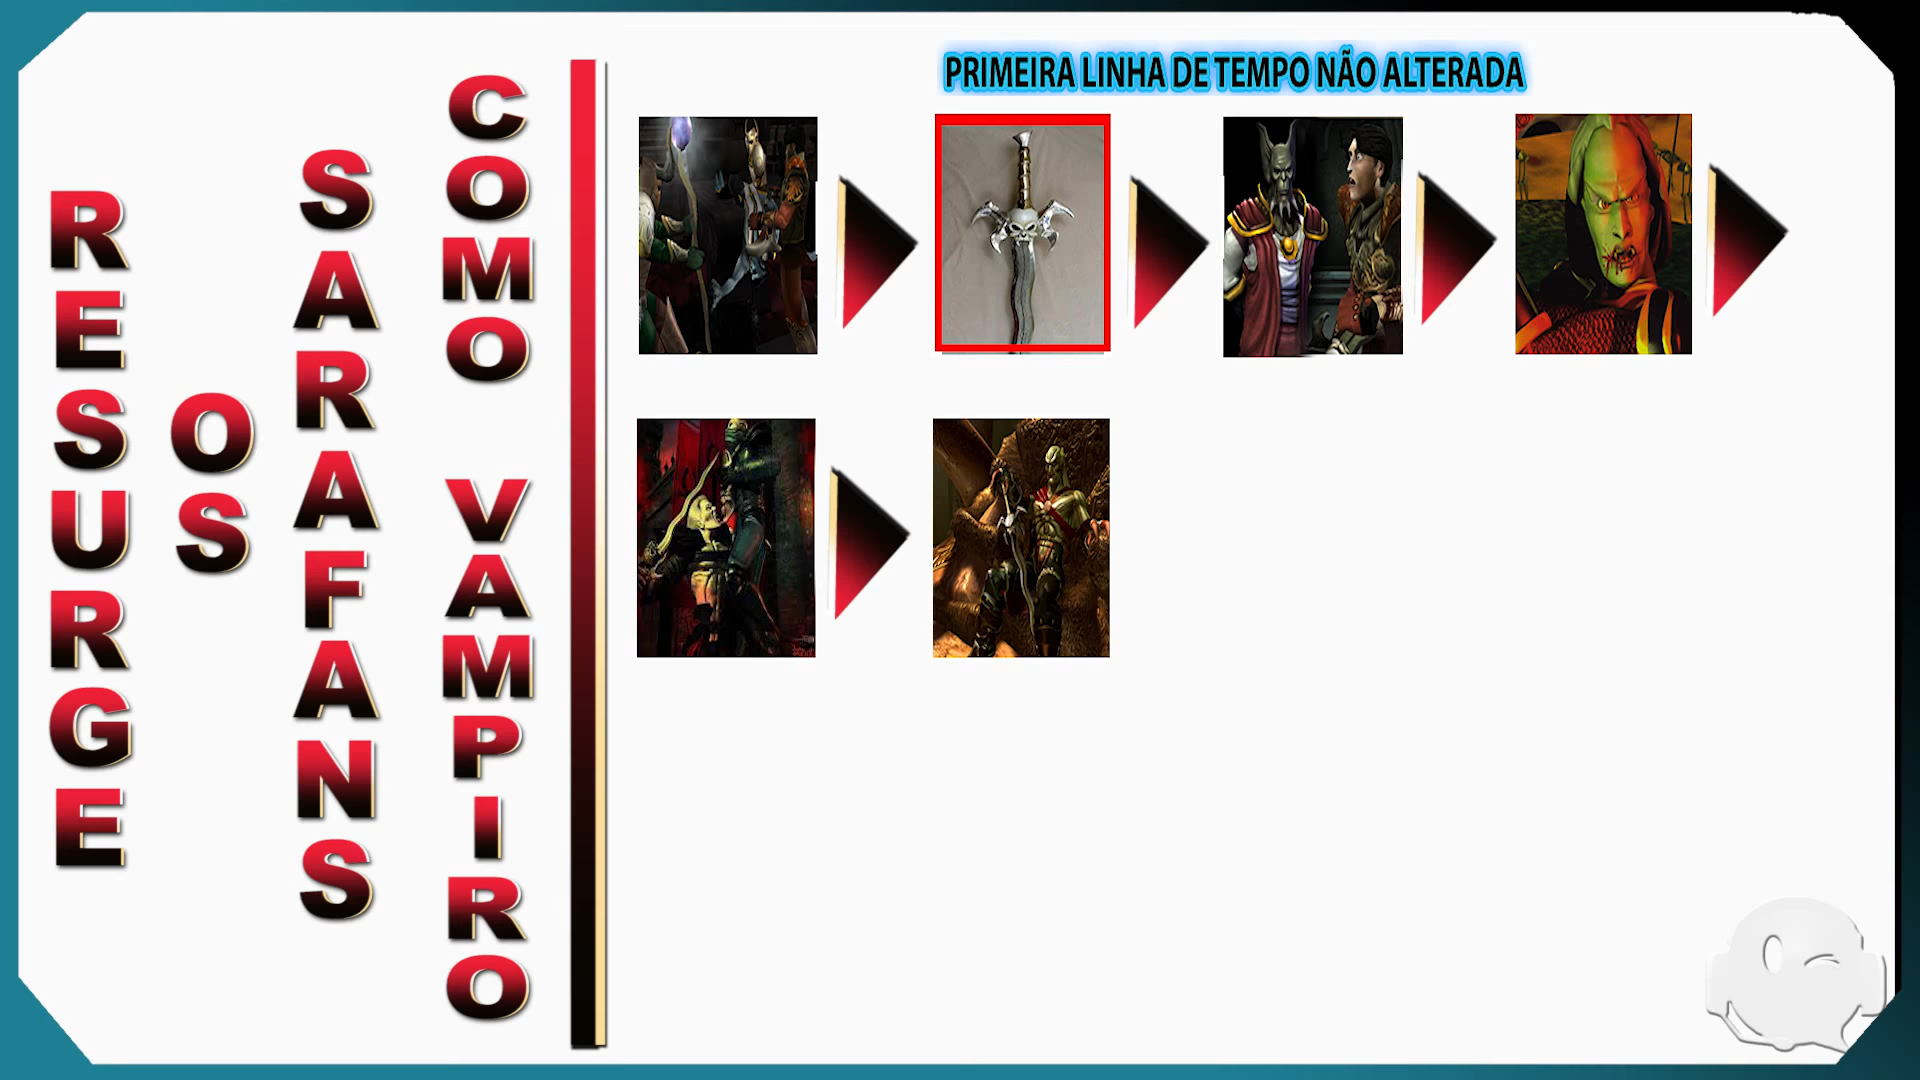 RESURGE
OS
SARAFANS
COMO VAMPIRO
PRIMEIRA LINHA DE TEMPO NÃO ALTERADA